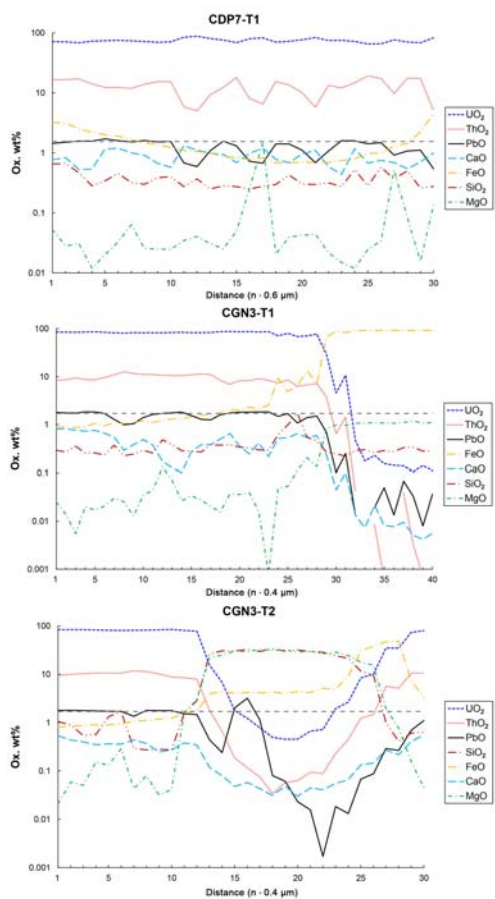 CDP7-T1
100
10
1
0.1
0.01
Ox. wt%
1 5 10 15 20 25 30
Distance (n · 0.6 µm)
UO₂
ThO₂
PbO
CaO
FeO
SiO₂
MgO
CGN3-T1
100
10
1
0.1
0.01
0.001
Ox. wt%
1 5 10 15 20 25 30 35 40
Distance (n · 0.4 µm)
UO₂
ThO₂
PbO
FeO
CaO
SiO₂
MgO
CGN3-T2
100
10
1
0.1
0.01
0.001
Ox. wt%
1 5 10 15 20 25 30
Distance (n · 0.4 µm)
UO₂
ThO₂
PbO
SiO₂
FeO
CaO
MgO